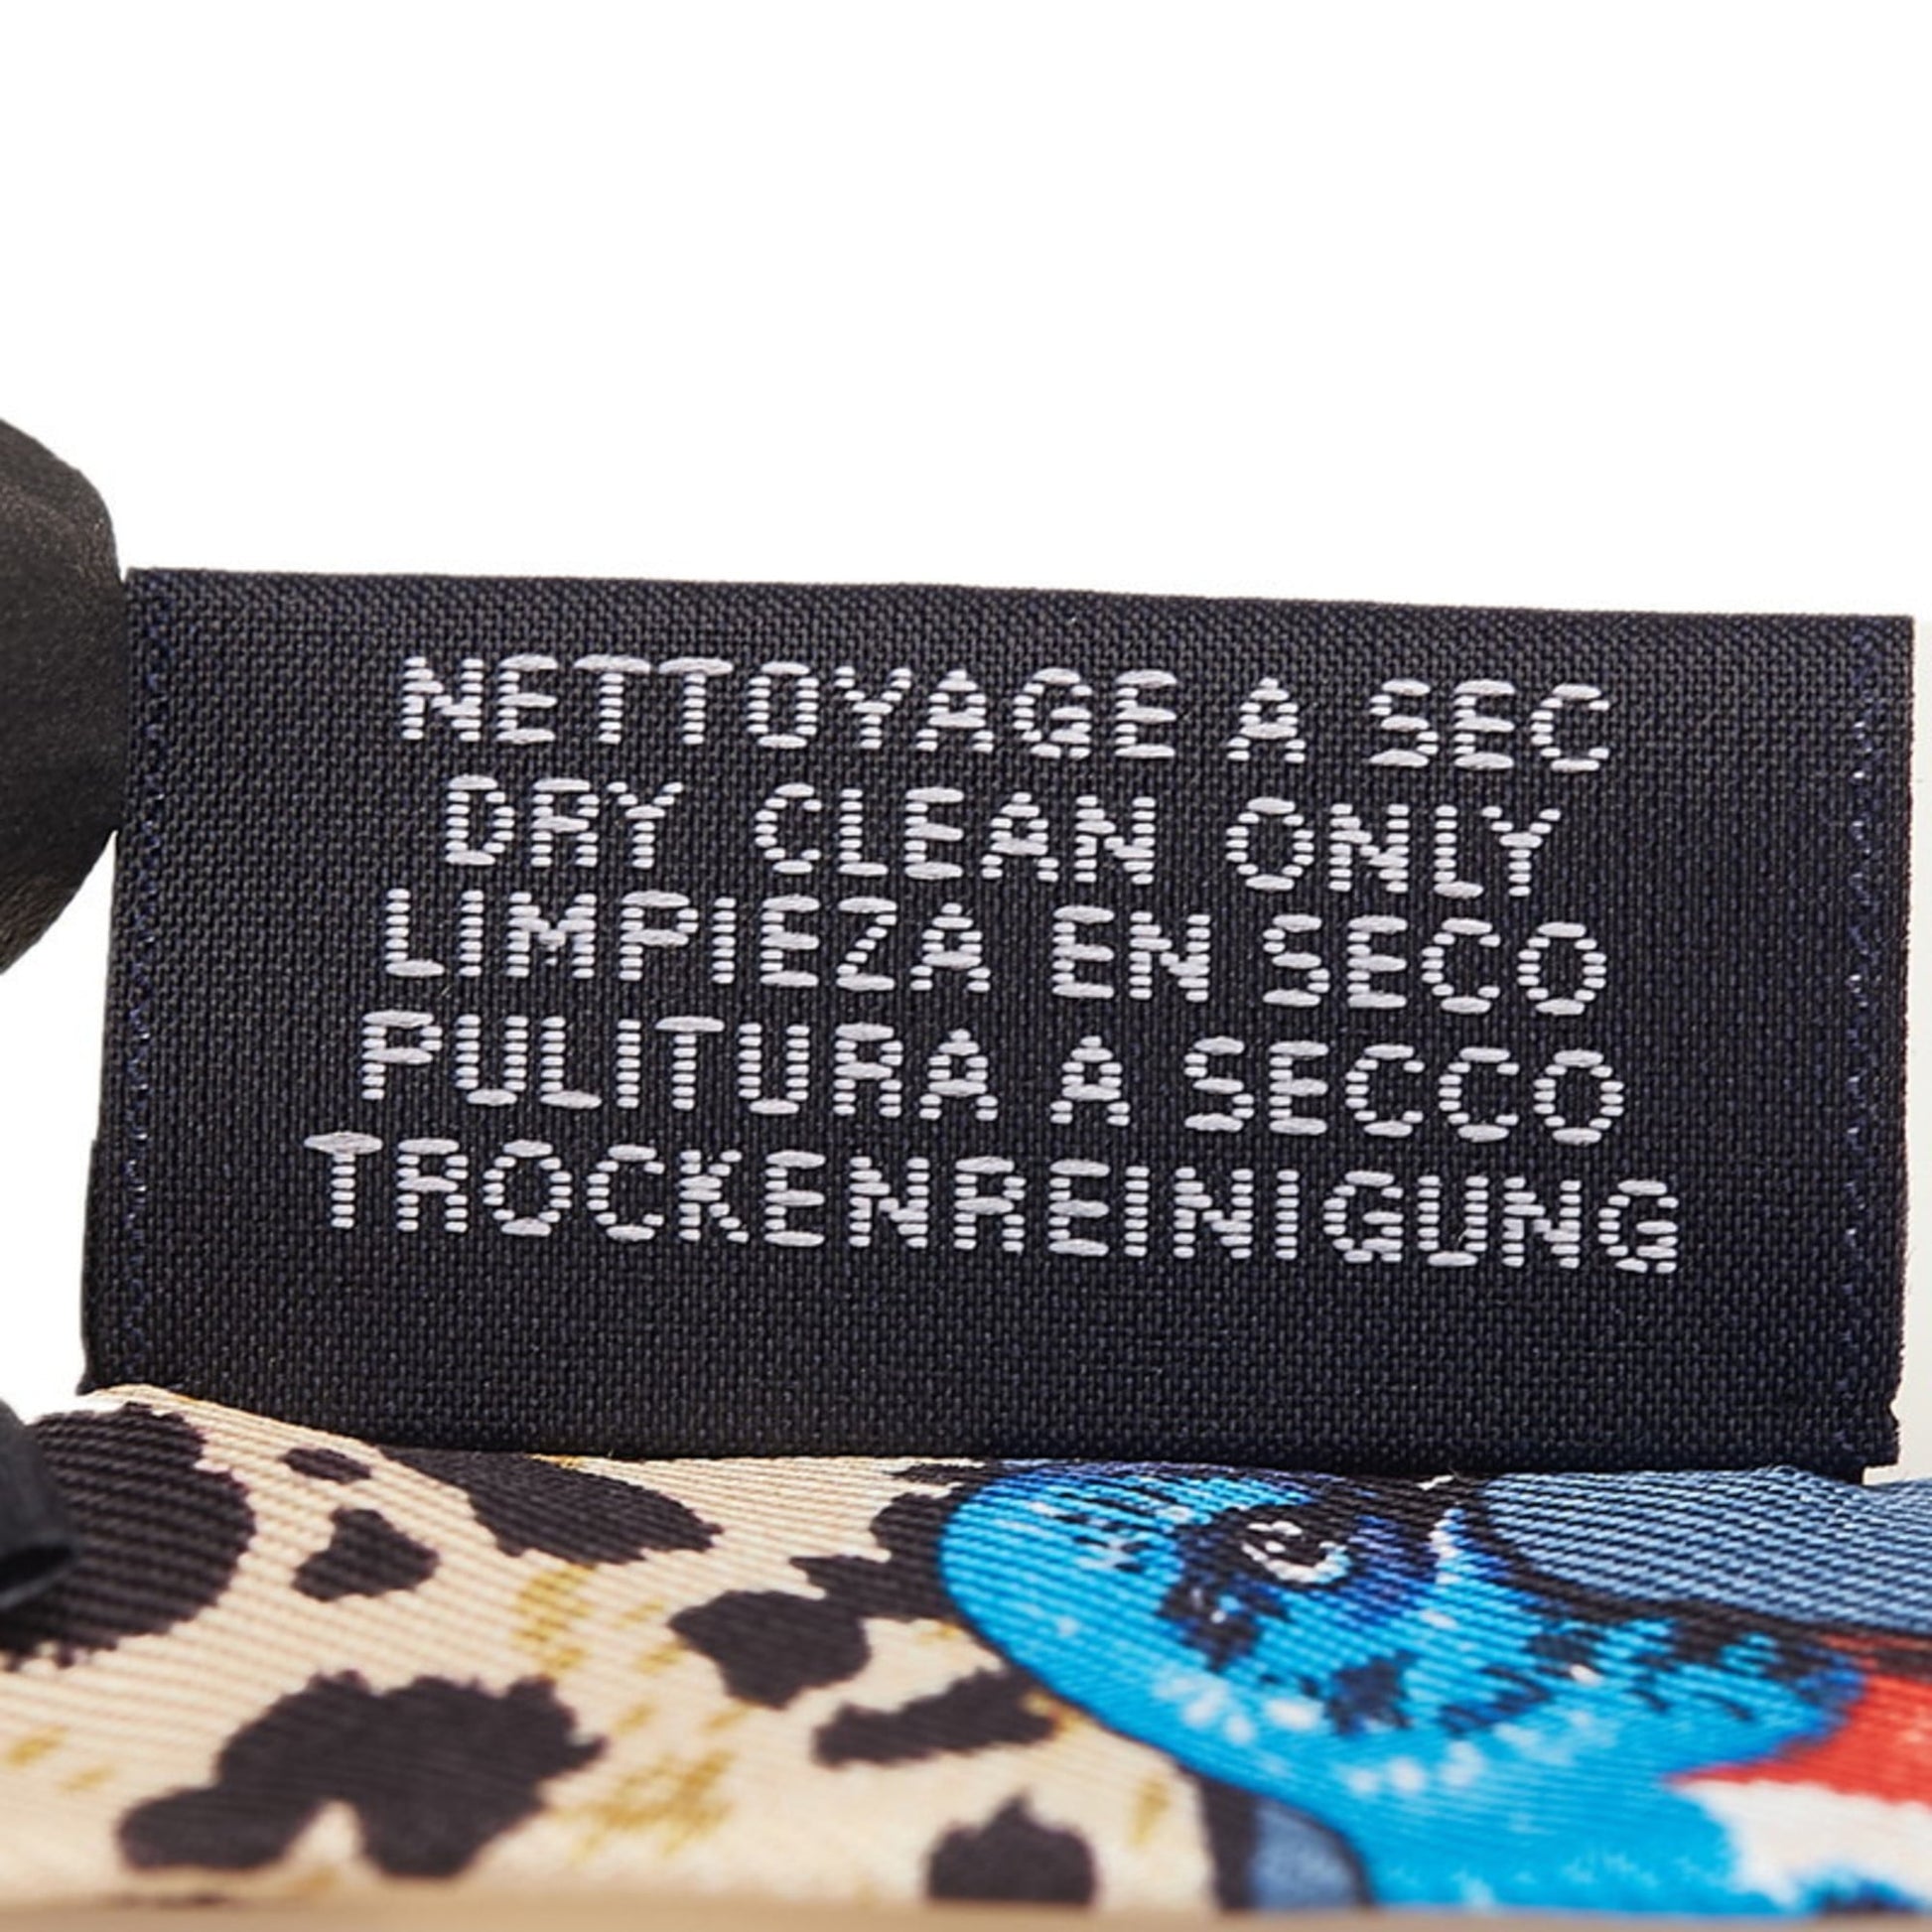 NETTOYAGE A SEC
DRY CLEAN ONLY
LIMPIEZA EN SECO
PULITURA A SECCO
TROCKENREINIGUNG